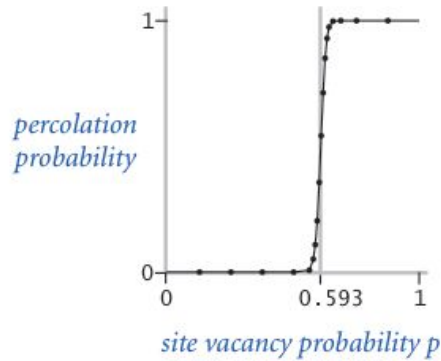 1
percolation
probability
0
0 0.593 1
site vacancy probability p